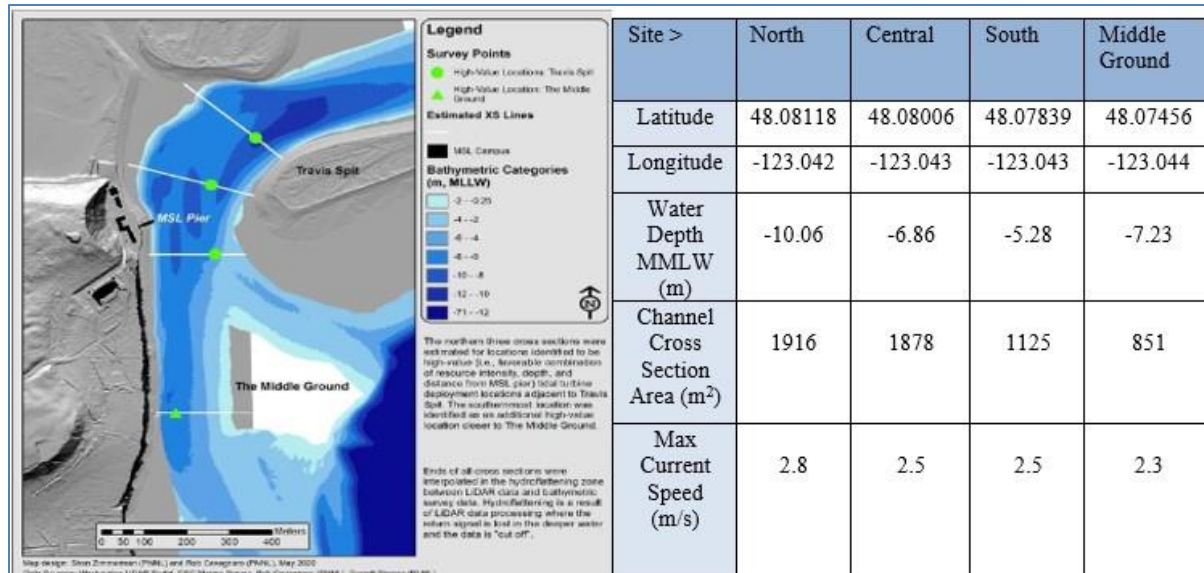 Legend
Survey Points
High-Value Locations: Travis Spit
High-Value Location: The Middle
Ground
Estimated XS Lines
MSL Campus
Bathymetric Categories
(m, MLLW)
-2 - -0.25
-4 - -2
-6 - -4
-8 - -6
-10 - -8
-12 - -10
-71 - -12
N
The northern three cross sections were
estimated for locations identified to be
high-value (i.e., favorable combination
of resource intensity, depth, and
distance from MSL pier) tidal turbine
deployment locations adjacent to Travis
Spit. The southernmost location was
identified as an additional high-value
location closer to The Middle Ground.
Ends of all cross sections were
interpolated in the hydroflattening zone
between LiDAR data and bathymetric
survey data. Hydroflattening is a result
of LiDAR data processing where the
return signal is lost in the deeper water
and the data is "cut off".
Travis Spit
MSL Pier
The Middle Ground
Meters
0 50 100 200 300 400
Map design: Shon Zimmerman (PNNL) and Rob Cavagnaro (PNNL), May 2020
Site > North Central South Middle
Ground
Latitude 48.08118 48.08006 48.07839 48.07456
Longitude -123.042 -123.043 -123.043 -123.044
Water
Depth
MMLW
(m) -10.06 -6.86 -5.28 -7.23
Channel
Cross
Section
Area (m²) 1916 1878 1125 851
Max
Current
Speed
(m/s) 2.8 2.5 2.5 2.3